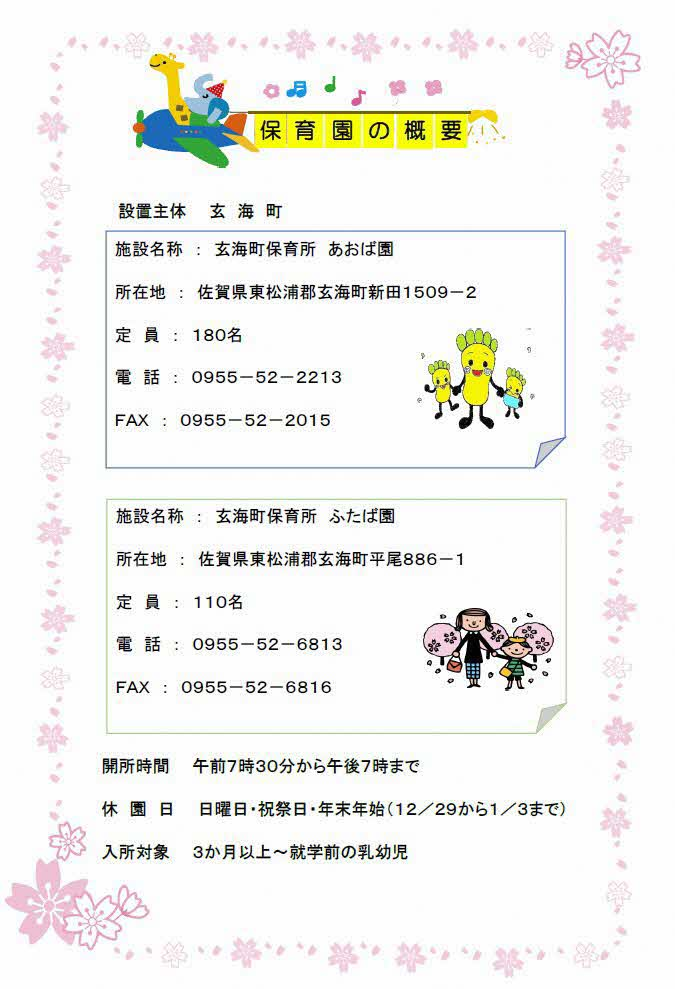 保育園の概要
設置主体　玄　海　町
施設名称　：　玄海町保育所　あおば園
所在地　：　佐賀県東松浦郡玄海町新田１５０９－２
定　員　：　１８０名
電　話　：　０９５５－５２－２２１３
FAX　：　０９５５－５２－２０１５
施設名称　：　玄海町保育所　ふたば園
所在地　：　佐賀県東松浦郡玄海町平尾８８６－１
定　員　：　１１０名
電　話　：　０９５５－５２－６８１３
FAX　：　０９５５－５２－６８１６
開所時間　午前７時３０分から午後７時まで
休　園　日　日曜日・祝祭日・年末年始（１２／２９から１／３まで）
入所対象　３か月以上～就学前の乳幼児